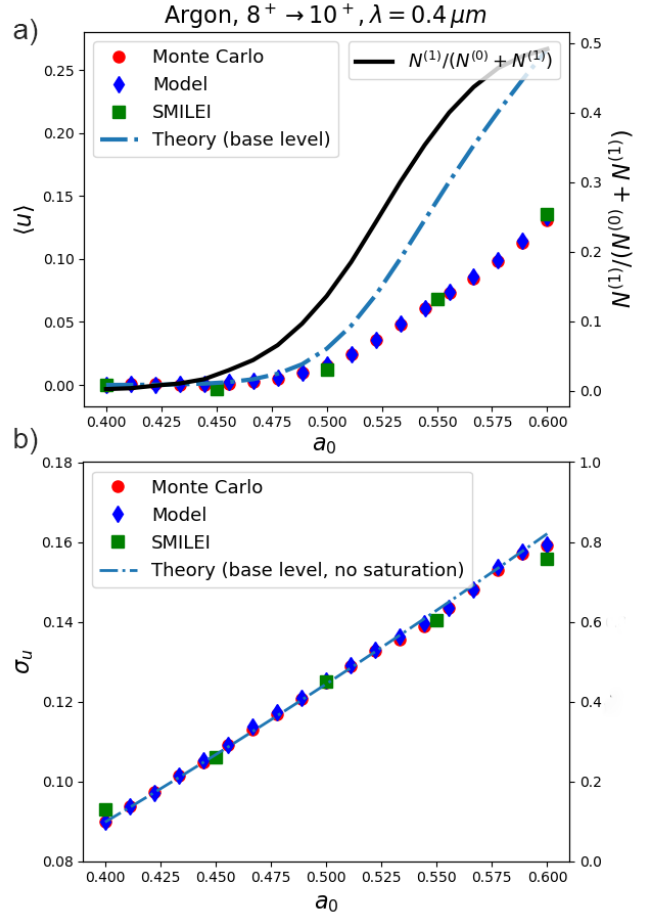 Argon, 8⁺ → 10⁺, λ = 0.4 μm
a)
Monte Carlo
Model
SMILEI
Theory (base level)
N⁽¹⁾/(N⁽⁰⁾ + N⁽¹⁾)
⟨u⟩
0.25
0.20
0.15
0.10
0.05
0.00
0.5
0.4
0.3
0.2
0.1
0.0
N⁽¹⁾/(N⁽⁰⁾ + N⁽¹⁾)
0.400 0.425 0.450 0.475 0.500 0.525 0.550 0.575 0.600
a₀
b)
Monte Carlo
Model
SMILEI
Theory (base level, no saturation)
σᵤ
0.18
0.16
0.14
0.12
0.10
0.08
1.0
0.8
0.6
0.4
0.2
0.0
0.400 0.425 0.450 0.475 0.500 0.525 0.550 0.575 0.600
a₀